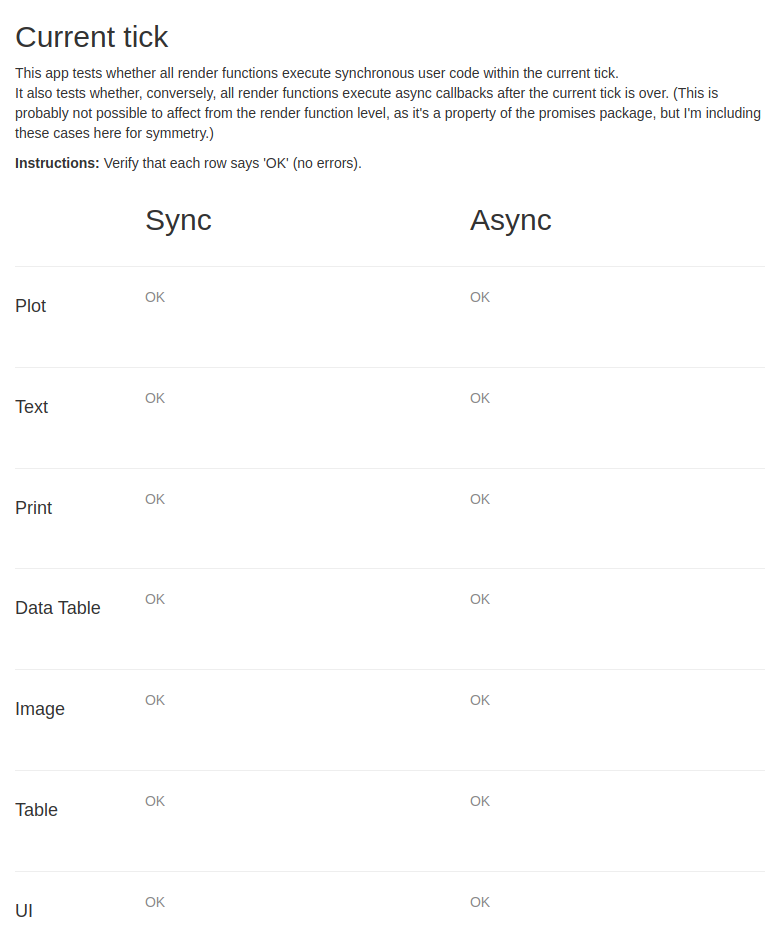 Current tick
This app tests whether all render functions execute synchronous user code within the current tick.
It also tests whether, conversely, all render functions execute async callbacks after the current tick is over. (This is
probably not possible to affect from the render function level, as it's a property of the promises package, but I'm including
these cases here for symmetry.)
Instructions: Verify that each row says 'OK' (no errors).
Sync Async
Plot OK OK
Text OK OK
Print OK OK
Data Table OK OK
Image OK OK
Table OK OK
UI OK OK